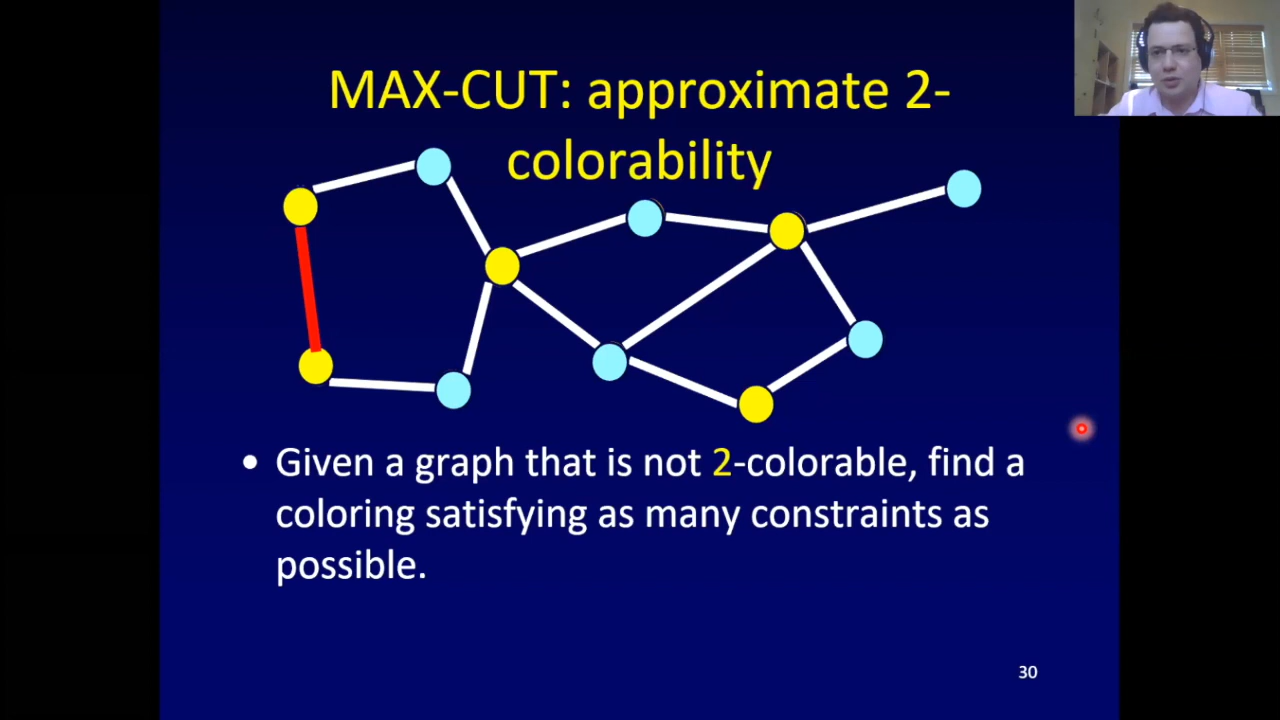 MAX-CUT: approximate 2-
colorability
• Given a graph that is not 2-colorable, find a
coloring satisfying as many constraints as
possible.
30